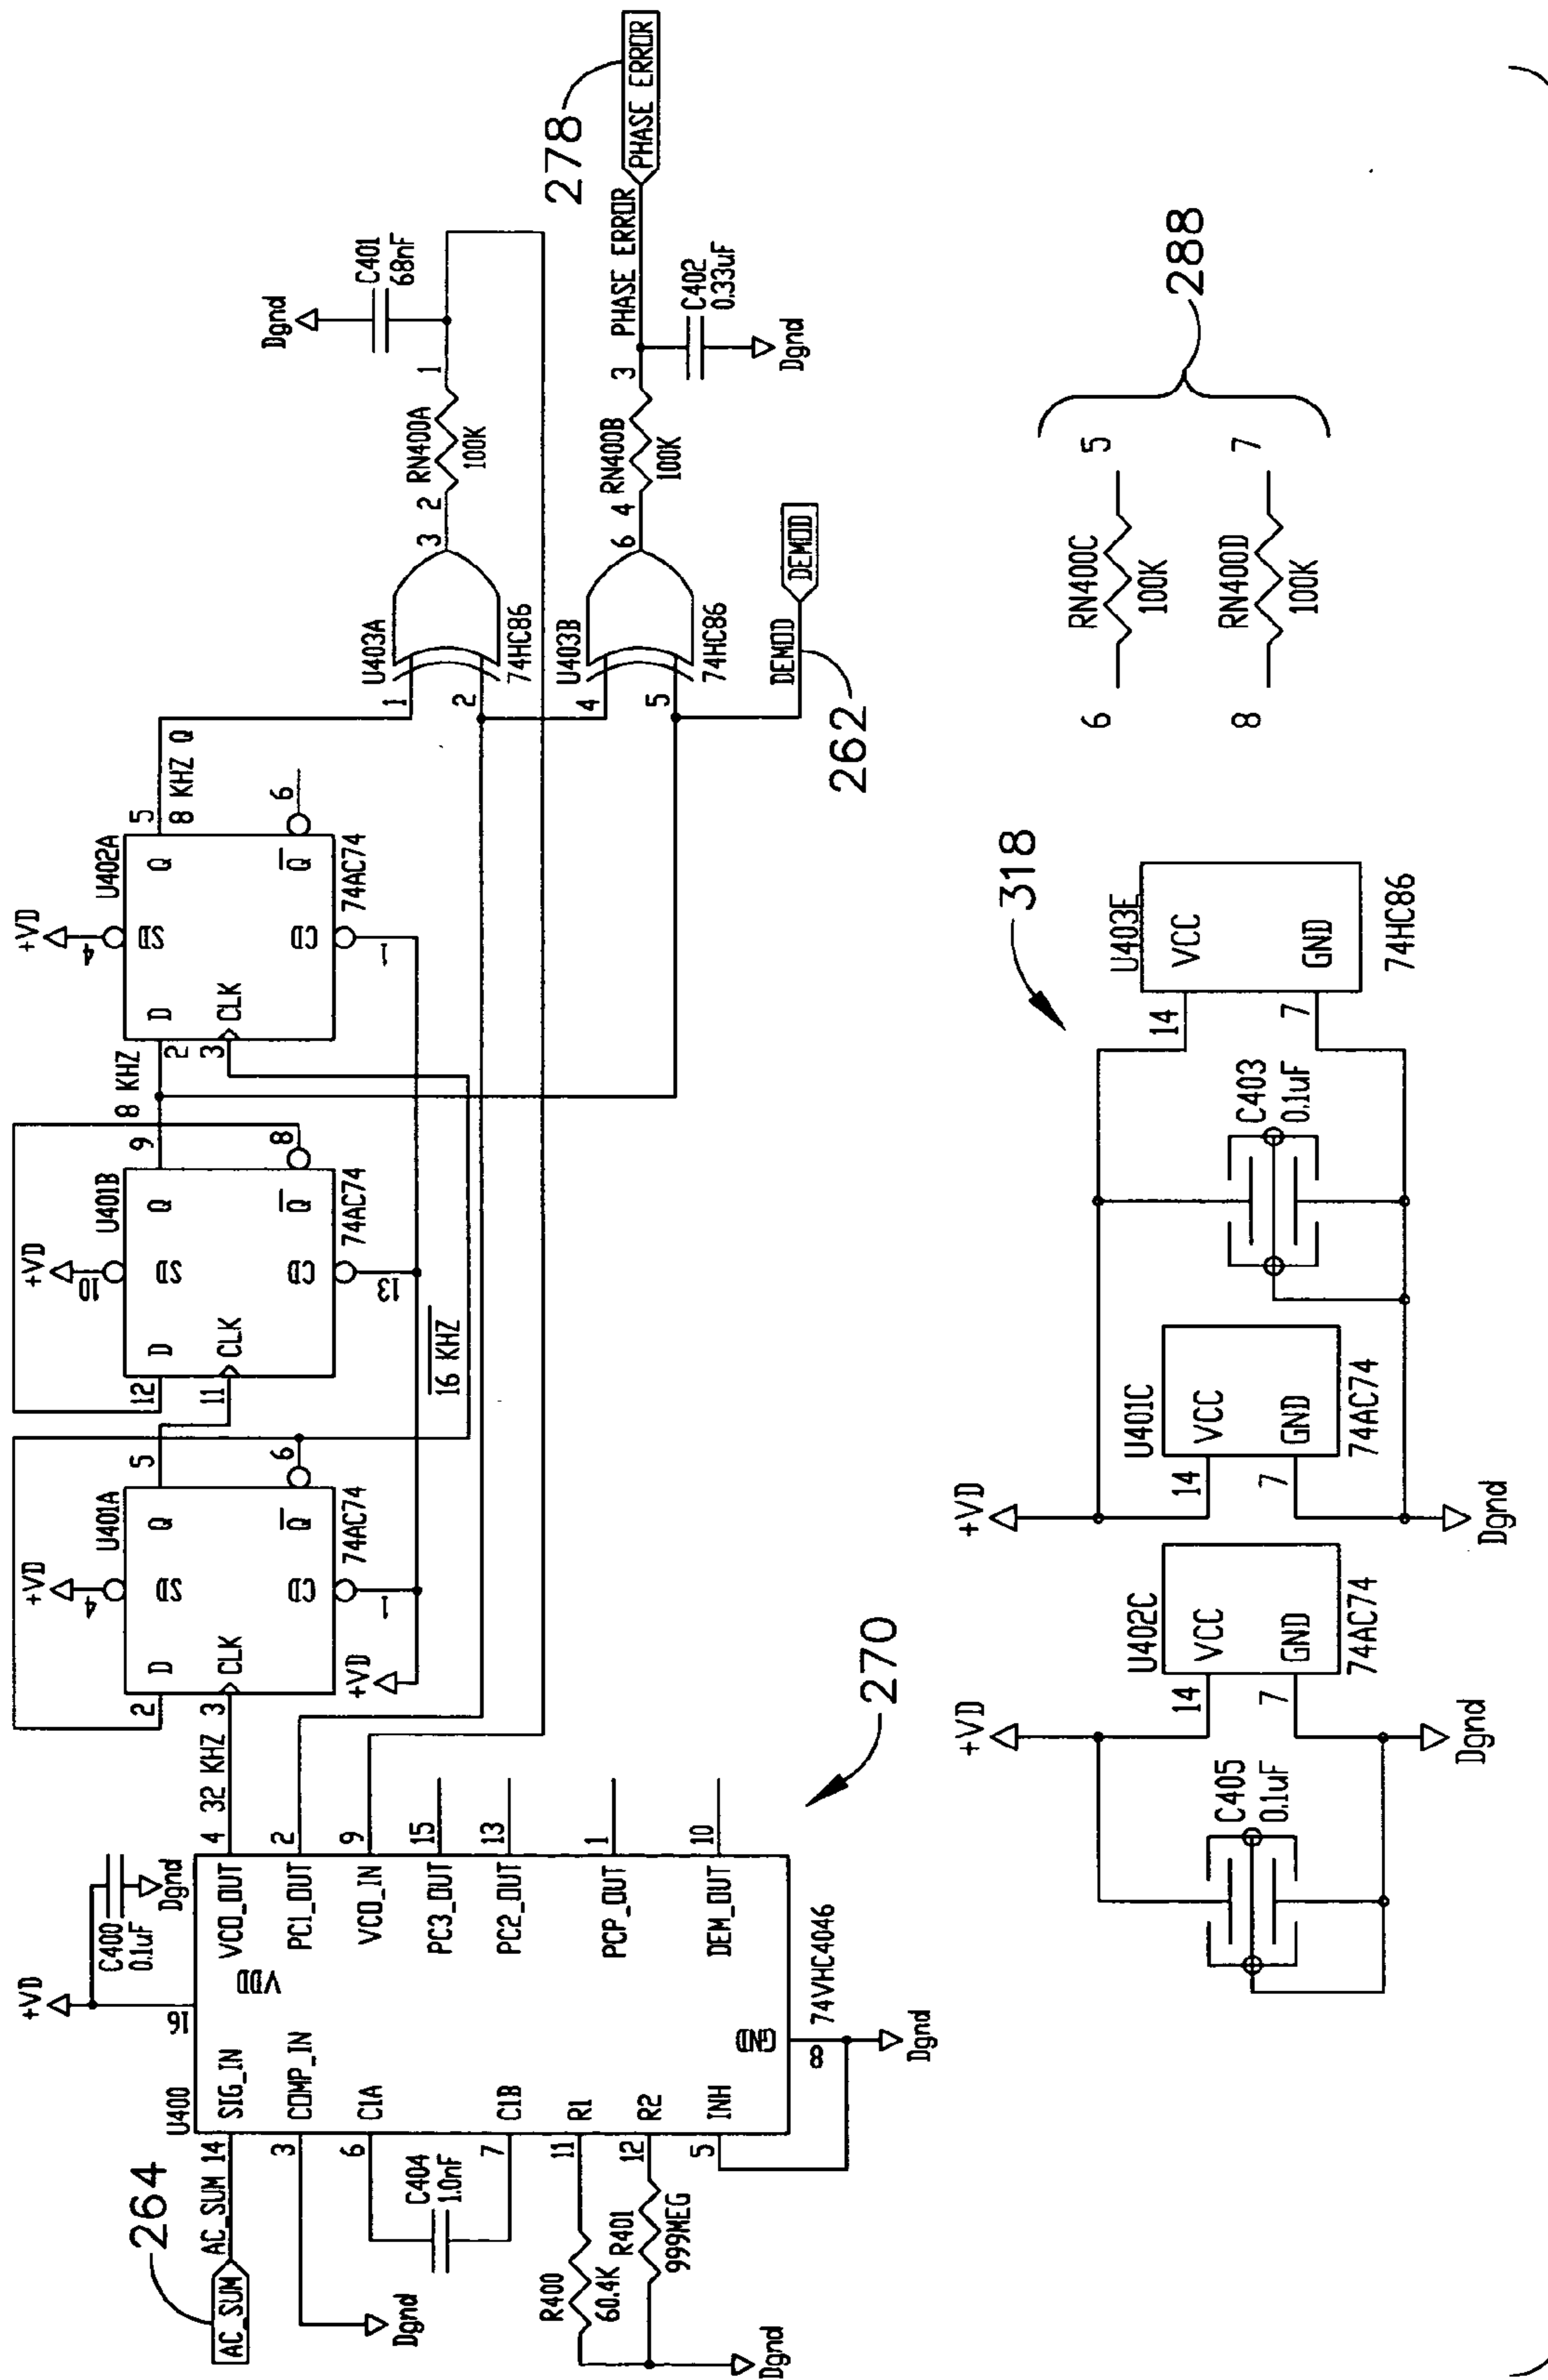 264
AC_SUM
AC_SUM 14
+VD
16
C400
0.1uF
Dgnd
U400
SIG_IN
COMP_IN
C1A
C1B
R1
R2
INH
VDD
GND
VCO_OUT
PC1_OUT
VCO_IN
PC3_OUT
PC2_OUT
PCP_OUT
DEM_OUT
3
6
7
11
12
5
4
2
9
15
13
1
10
8
74VHC4046
Dgnd
Dgnd
C404
1.0nF
R400
60.4K
R401
999MEG
Dgnd
270
32 KHZ
+VD
+VD
4
U401A
D
SD
Q
CLK
CD
Q
74AC74
2
3
5
6
1
+VD
10
U401B
D
SD
Q
CLK
CD
Q
74AC74
12
11
9
8
13
16 KHZ
8 KHZ
+VD
4
U402A
D
SD
Q
CLK
CD
Q
74AC74
2
3
5
6
1
8 KHZ Q
U403A
1
2
3
74HC86
2
RN400A
100K
1
Dgnd
C401
68nF
U403B
4
5
6
74HC86
4
RN400B
100K
3
PHASE ERROR
C402
0.33uF
Dgnd
PHASE ERROR
278
DEMOD
DEMOD
262
+VD
C405
0.1uF
14
7
U402C
VCC
GND
74AC74
Dgnd
+VD
14
7
U401C
VCC
GND
74AC74
Dgnd
C403
0.1uF
318
14
7
U403E
VCC
GND
74HC86
6
RN400C
100K
5
8
RN400D
100K
7
288